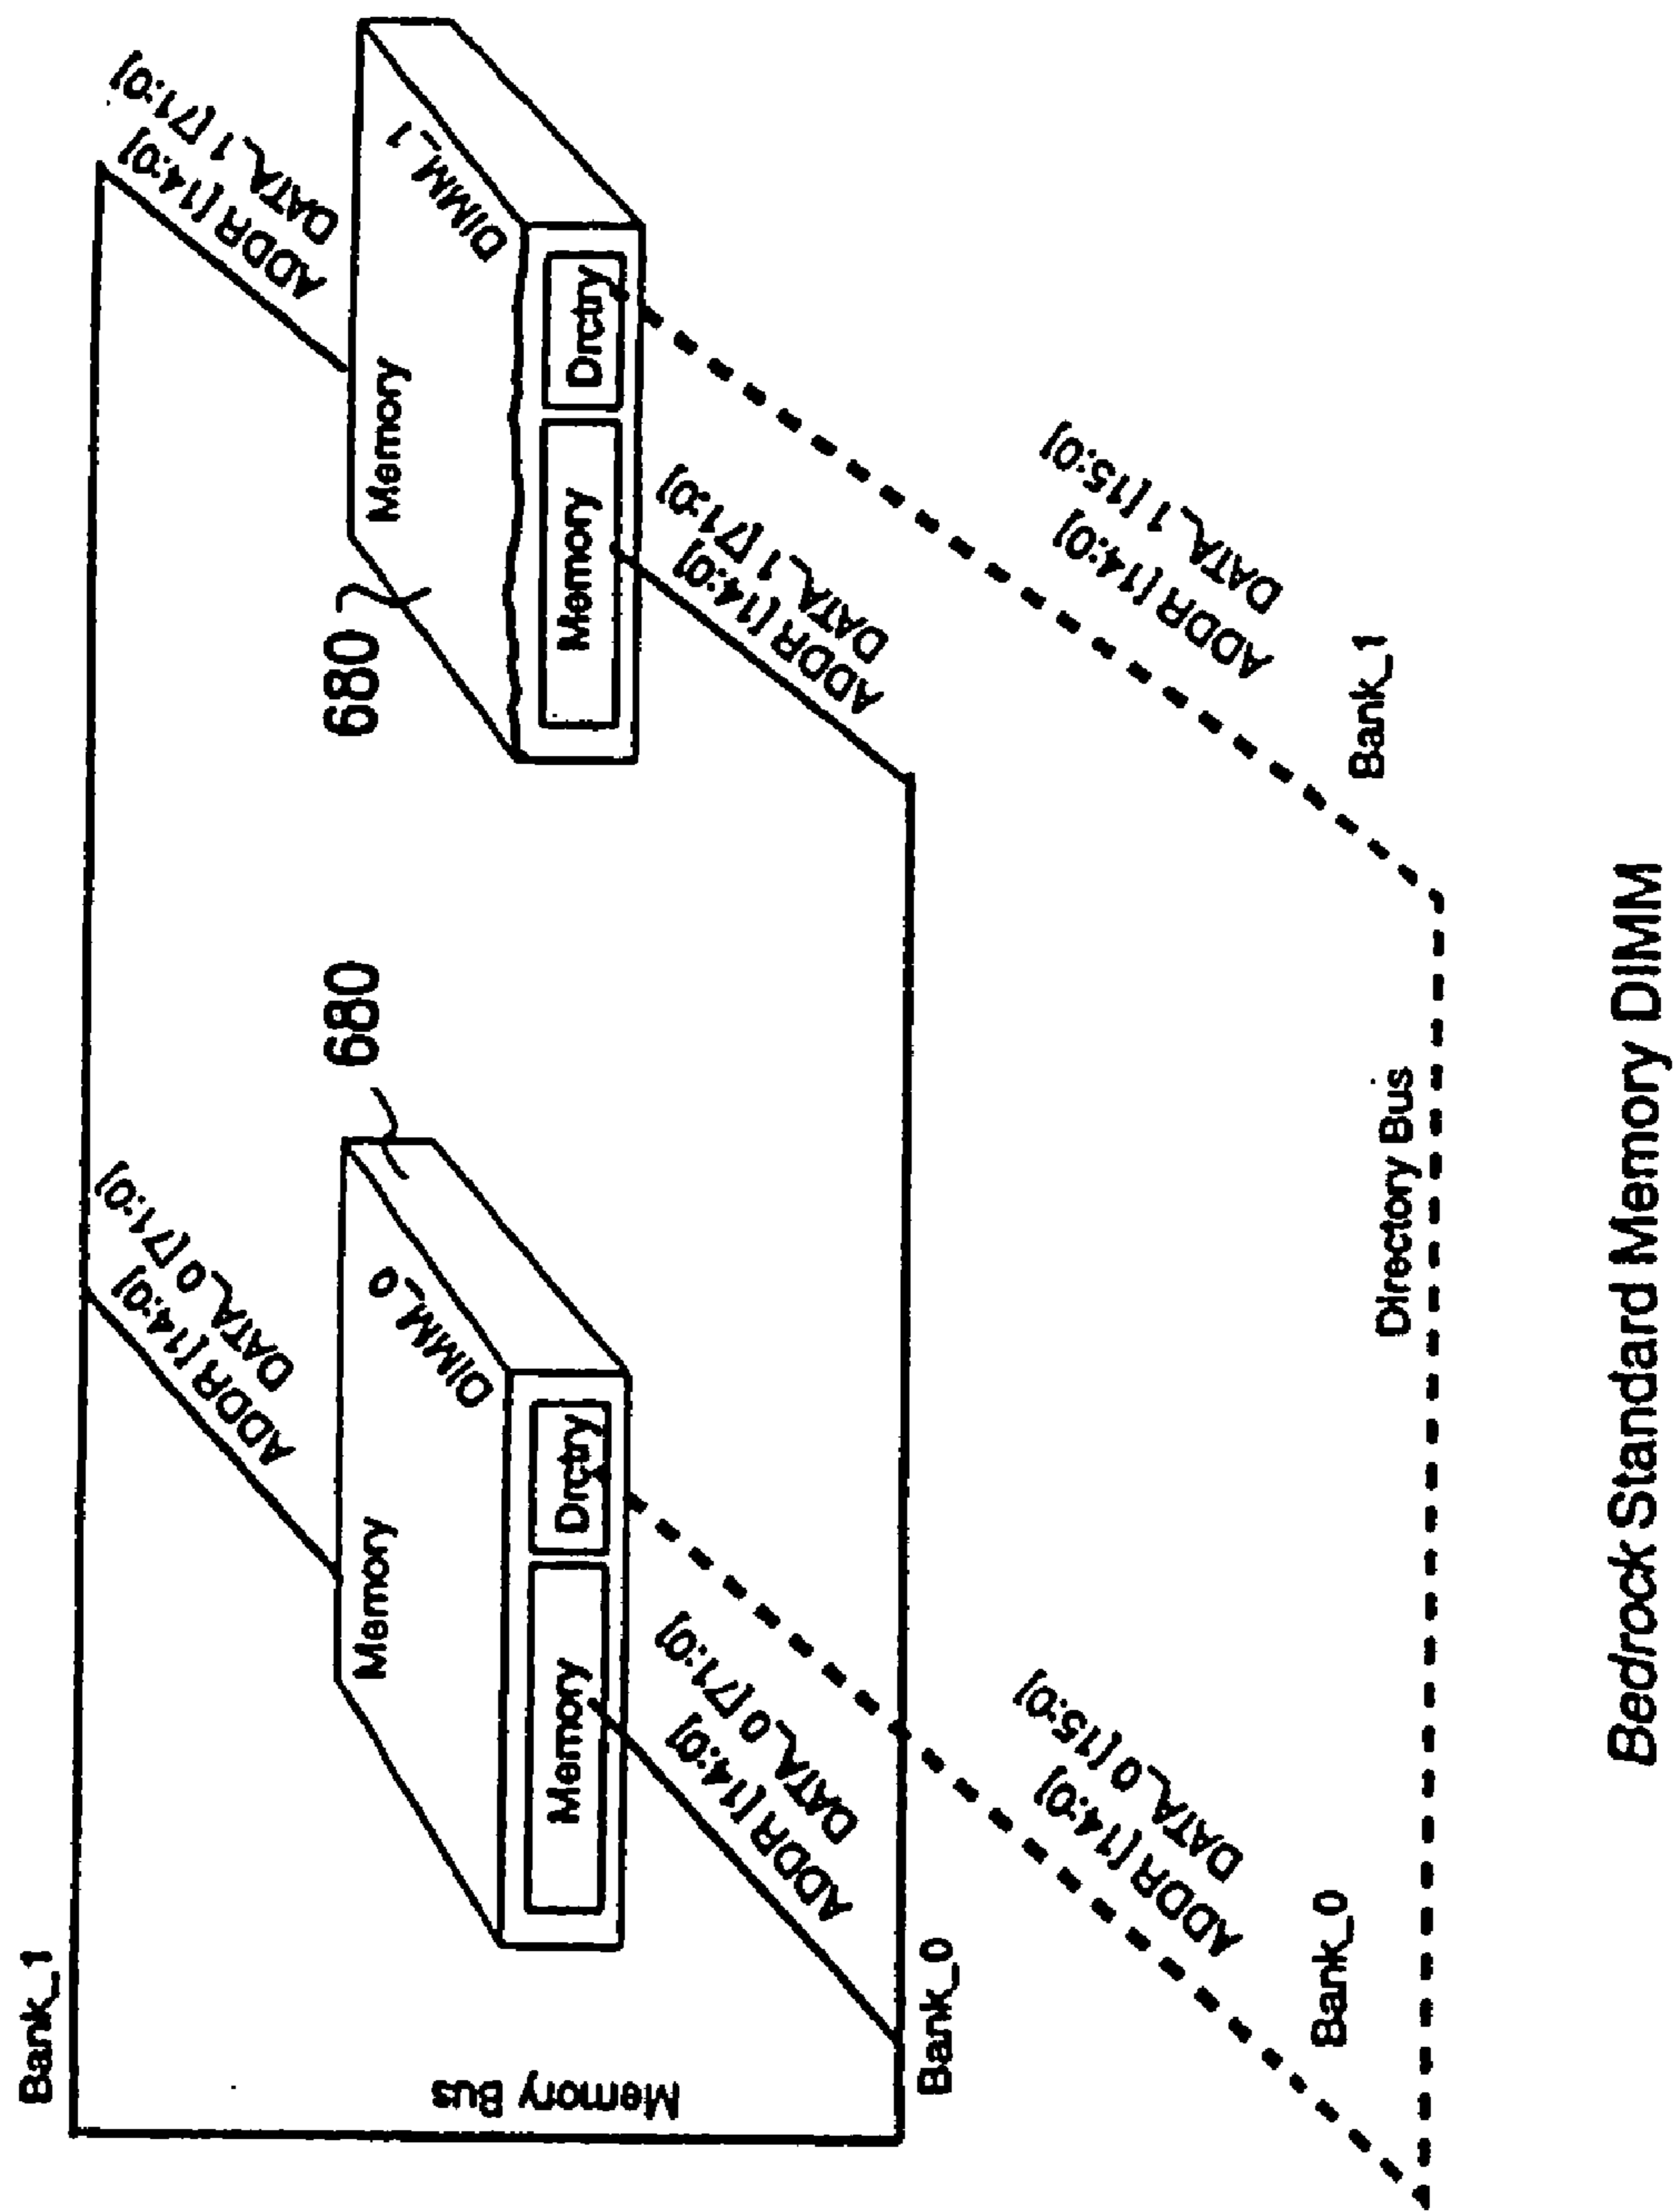 Bank_1
Memory Bus
Bank_0
ADDR [14:0]
DATA_0 [71:0]
Memory
DIMM_0
680
Memory
Drctry
ADDR [14:0]
DATA_0 [71:0]
ADDR [14:0]
DATA_0 [15:0]
Bank_0
ADDR [14:0]
DATA_1 [71:0]
Memory
DIMM_1
680
Memory
Drctry
ADDR [14:0]
DATA_1 [71:0]
ADDR [14:0]
DATA_1 [15:0]
Bank_1
Directory Bus
Bedrock Standard Memory DIMM